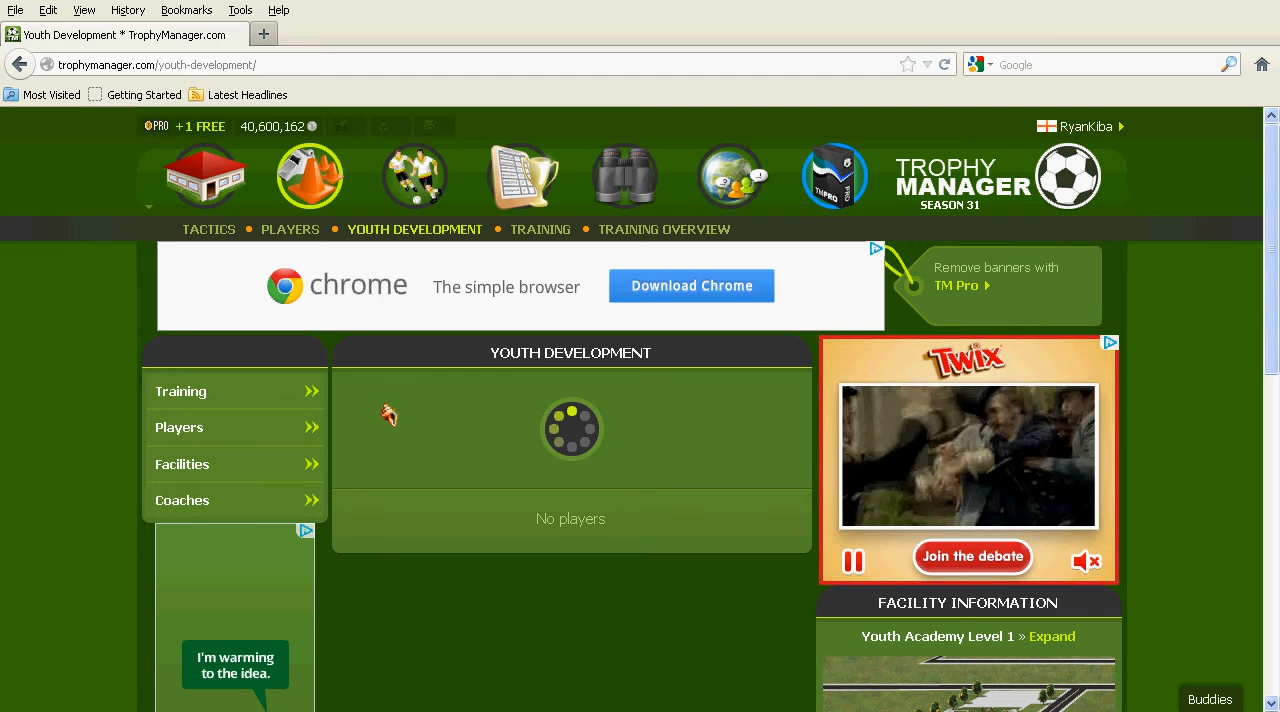 File Edit View History Bookmarks Tools Help
Youth Development * TrophyManager.com
trophymanager.com/youth-development/
Google
Most Visited Getting Started Latest Headlines
PRO +1 FREE 40,600,162
RyanKiba
TROPHY
MANAGER
SEASON 31
TACTICS • PLAYERS • YOUTH DEVELOPMENT • TRAINING • TRAINING OVERVIEW
chrome The simple browser Download Chrome
Remove banners with
TM Pro
YOUTH DEVELOPMENT
Training
Players
Facilities
Coaches
No players
TWIX
Join the debate
FACILITY INFORMATION
Youth Academy Level 1 » Expand
I'm warming
to the idea.
Buddies